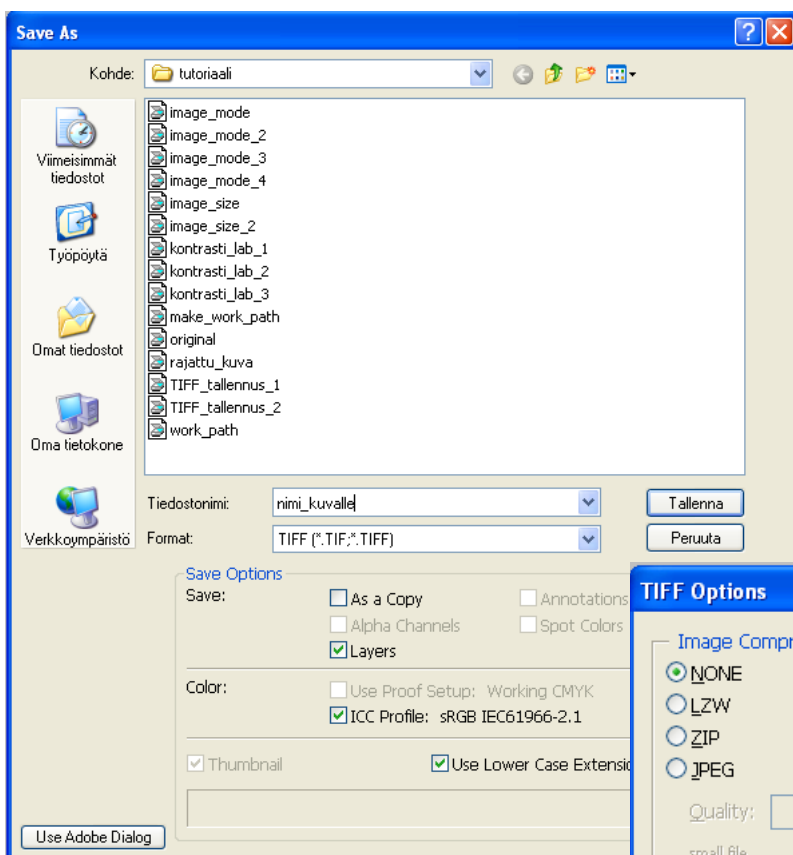 Save As
Kohde:
tutoriaali
Viimeisimmät
tiedostot
Työpöytä
Omat tiedostot
Oma tietokone
Verkkoympäristö
image_mode
image_mode_2
image_mode_3
image_mode_4
image_size
image_size_2
kontrasti_lab_1
kontrasti_lab_2
kontrasti_lab_3
make_work_path
original
rajattu_kuva
TIFF_tallennus_1
TIFF_tallennus_2
work_path
Tiedostonimi: nimi_kuvalle Tallenna
Format: TIFF (*.TIF;*.TIFF) Peruuta
Save Options
Save: As a Copy Annotations
Alpha Channels Spot Colors
Layers
Color: Use Proof Setup: Working CMYK
ICC Profile: sRGB IEC61966-2.1
Thumbnail Use Lower Case Extensio
Use Adobe Dialog
TIFF Options
Image Compr
NONE
LZW
ZIP
JPEG
Quality:
small file